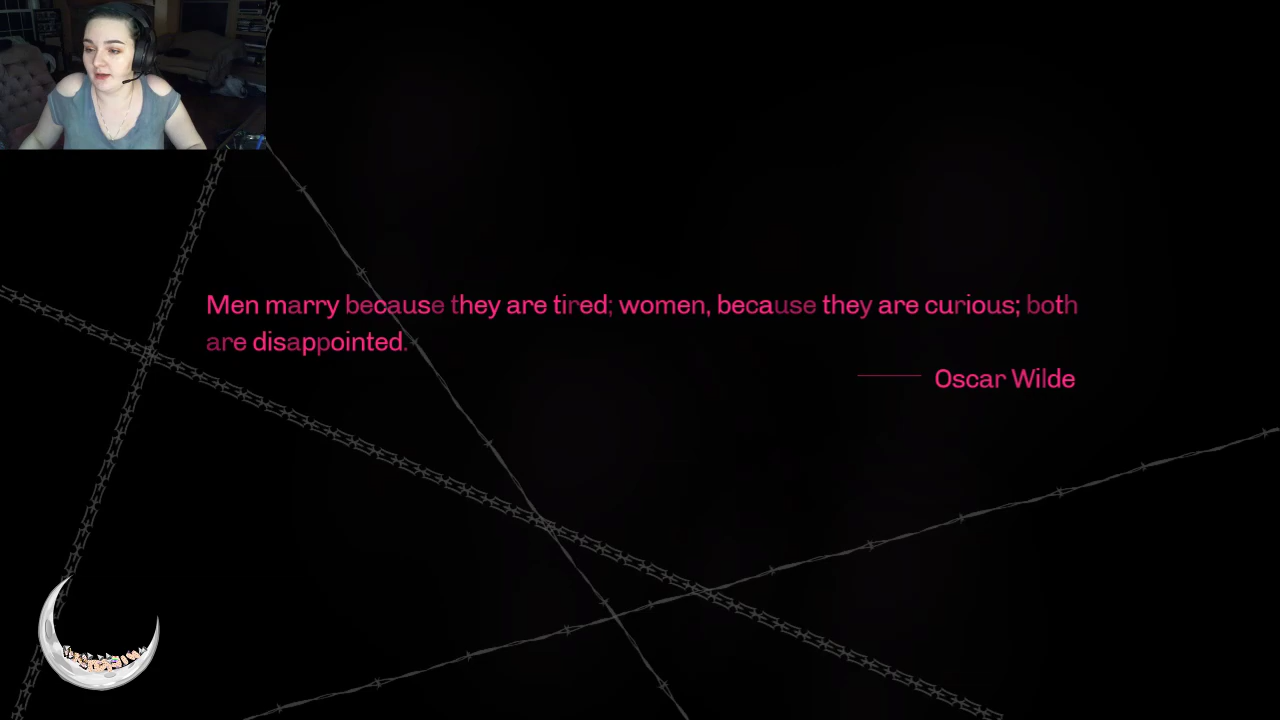 Men marry because they are tired; women, because they are curious; both
are disappointed.
Oscar Wilde